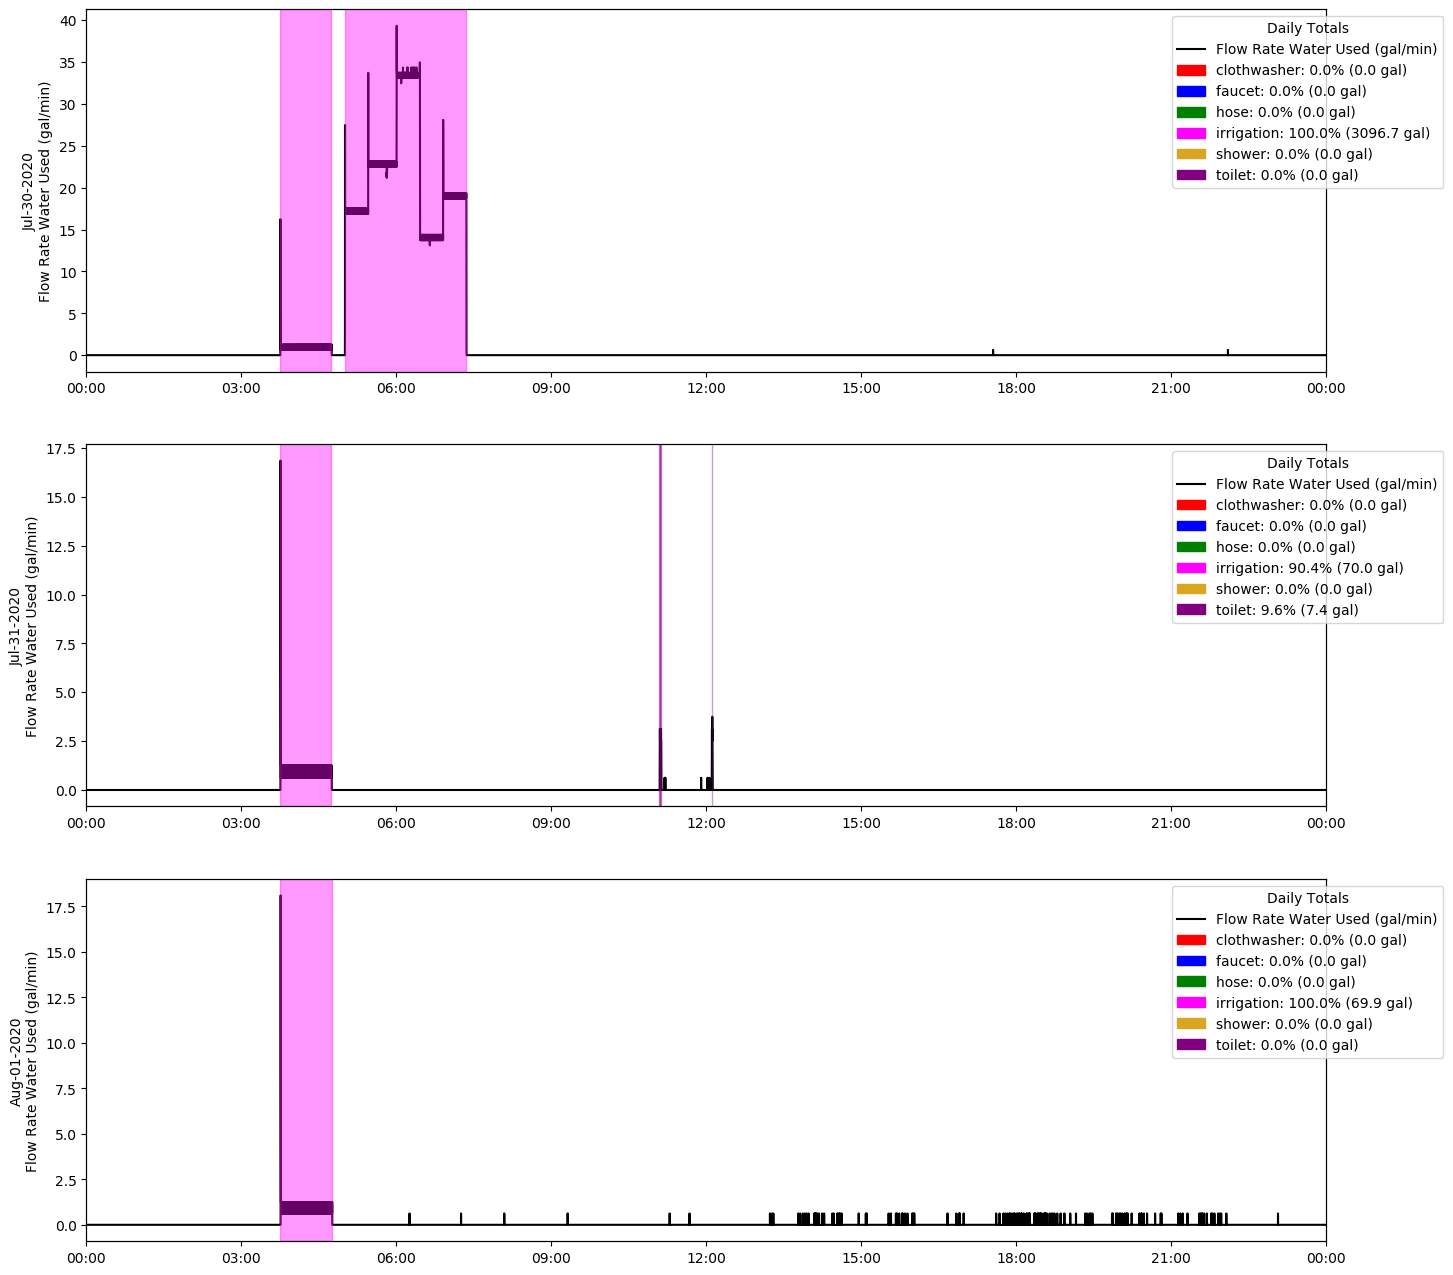 40
35
30
25
20
15
10
5
0
Jul-30-2020
Flow Rate Water Used (gal/min)
Daily Totals
Flow Rate Water Used (gal/min)
clothwasher: 0.0% (0.0 gal)
faucet: 0.0% (0.0 gal)
hose: 0.0% (0.0 gal)
irrigation: 100.0% (3096.7 gal)
shower: 0.0% (0.0 gal)
toilet: 0.0% (0.0 gal)
00:00 03:00 06:00 09:00 12:00 15:00 18:00 21:00 00:00
17.5
15.0
12.5
10.0
7.5
5.0
2.5
0.0
Jul-31-2020
Flow Rate Water Used (gal/min)
Daily Totals
Flow Rate Water Used (gal/min)
clothwasher: 0.0% (0.0 gal)
faucet: 0.0% (0.0 gal)
hose: 0.0% (0.0 gal)
irrigation: 90.4% (70.0 gal)
shower: 0.0% (0.0 gal)
toilet: 9.6% (7.4 gal)
00:00 03:00 06:00 09:00 12:00 15:00 18:00 21:00 00:00
17.5
15.0
12.5
10.0
7.5
5.0
2.5
0.0
Aug-01-2020
Flow Rate Water Used (gal/min)
Daily Totals
Flow Rate Water Used (gal/min)
clothwasher: 0.0% (0.0 gal)
faucet: 0.0% (0.0 gal)
hose: 0.0% (0.0 gal)
irrigation: 100.0% (69.9 gal)
shower: 0.0% (0.0 gal)
toilet: 0.0% (0.0 gal)
00:00 03:00 06:00 09:00 12:00 15:00 18:00 21:00 00:00